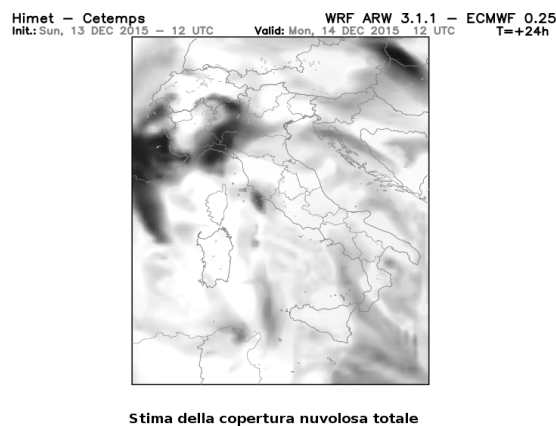 Himet – Cetemps WRF ARW 3.1.1 – ECMWF 0.25
Init.: Sun, 13 DEC 2015 – 12 UTC Valid: Mon, 14 DEC 2015 12 UTC T=+24h
Stima della copertura nuvolosa totale